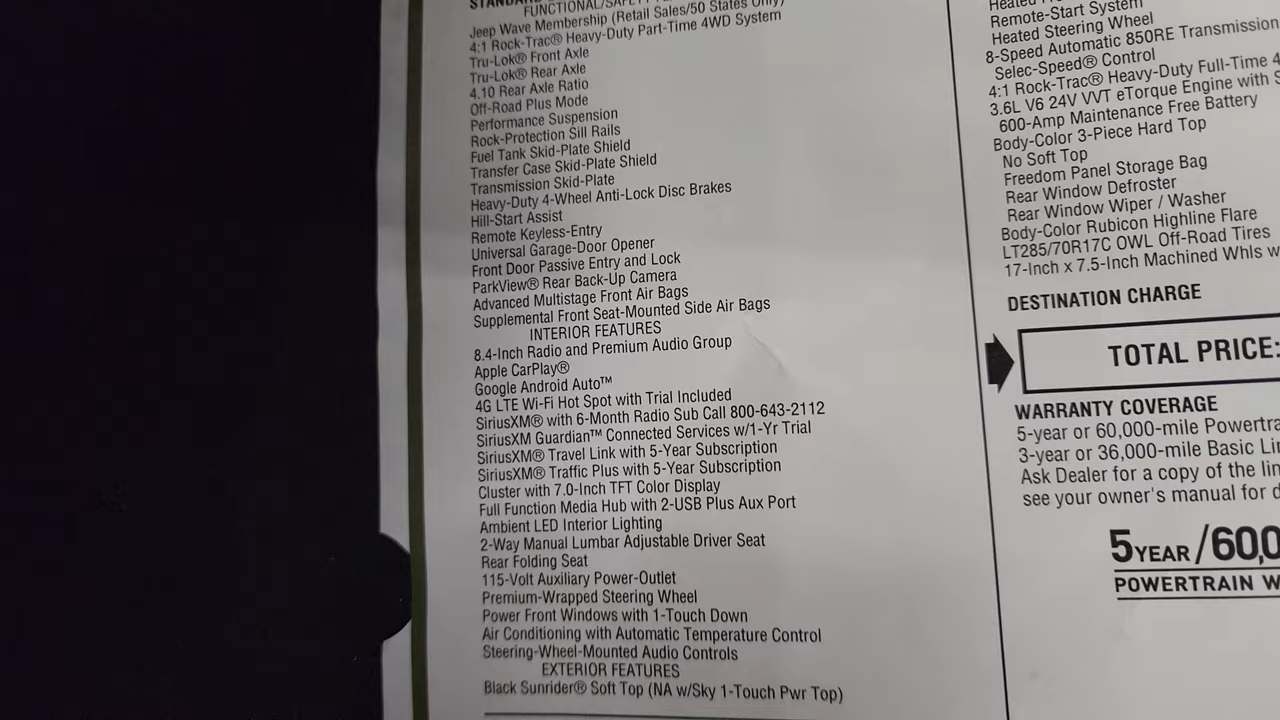 STANDARD
FUNCTIONAL/SAFETY
Jeep Wave Membership (Retail Sales/50 States Only)
4:1 Rock-Trac® Heavy-Duty Part-Time 4WD System
Tru-Lok® Front Axle
Tru-Lok® Rear Axle
4.10 Rear Axle Ratio
Off-Road Plus Mode
Performance Suspension
Rock-Protection Sill Rails
Fuel Tank Skid-Plate Shield
Transfer Case Skid-Plate Shield
Transmission Skid-Plate
Heavy-Duty 4-Wheel Anti-Lock Disc Brakes
Hill-Start Assist
Remote Keyless-Entry
Universal Garage-Door Opener
Front Door Passive Entry and Lock
ParkView® Rear Back-Up Camera
Advanced Multistage Front Air Bags
Supplemental Front Seat-Mounted Side Air Bags
INTERIOR FEATURES
8.4-Inch Radio and Premium Audio Group
Apple CarPlay®
Google Android Auto™
4G LTE Wi-Fi Hot Spot with Trial Included
SiriusXM® with 6-Month Radio Sub Call 800-643-2112
SiriusXM Guardian™ Connected Services w/1-Yr Trial
SiriusXM® Travel Link with 5-Year Subscription
SiriusXM® Traffic Plus with 5-Year Subscription
Cluster with 7.0-Inch TFT Color Display
Full Function Media Hub with 2-USB Plus Aux Port
Ambient LED Interior Lighting
2-Way Manual Lumbar Adjustable Driver Seat
Rear Folding Seat
115-Volt Auxiliary Power-Outlet
Premium-Wrapped Steering Wheel
Power Front Windows with 1-Touch Down
Air Conditioning with Automatic Temperature Control
Steering-Wheel-Mounted Audio Controls
EXTERIOR FEATURES
Black Sunrider® Soft Top (NA w/Sky 1-Touch Pwr Top)
Heated
Remote-Start System
Heated Steering Wheel
8-Speed Automatic 850RE Transmission
Selec-Speed® Control
4:1 Rock-Trac® Heavy-Duty Full-Time 4
3.6L V6 24V VVT eTorque Engine with S
600-Amp Maintenance Free Battery
Body-Color 3-Piece Hard Top
No Soft Top
Freedom Panel Storage Bag
Rear Window Defroster
Rear Window Wiper / Washer
Body-Color Rubicon Highline Flare
LT285/70R17C OWL Off-Road Tires
17-Inch x 7.5-Inch Machined Whls w
DESTINATION CHARGE
TOTAL PRICE:
WARRANTY COVERAGE
5-year or 60,000-mile Powertra
3-year or 36,000-mile Basic Li
Ask Dealer for a copy of the lim
see your owner's manual for d
5YEAR/60,0
POWERTRAIN W